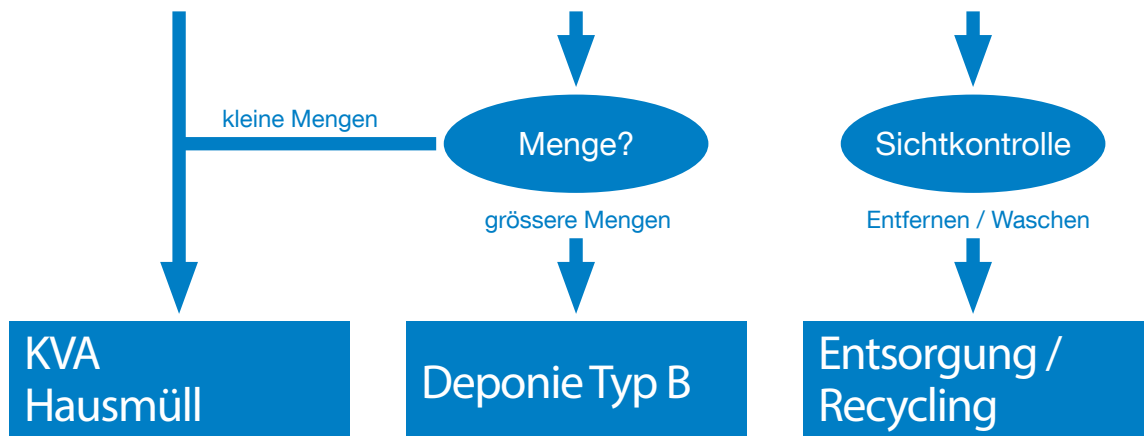 kleine Mengen
Menge?
Sichtkontrolle
grössere Mengen
Entfernen / Waschen
KVA
Hausmüll
Deponie Typ B
Entsorgung /
Recycling